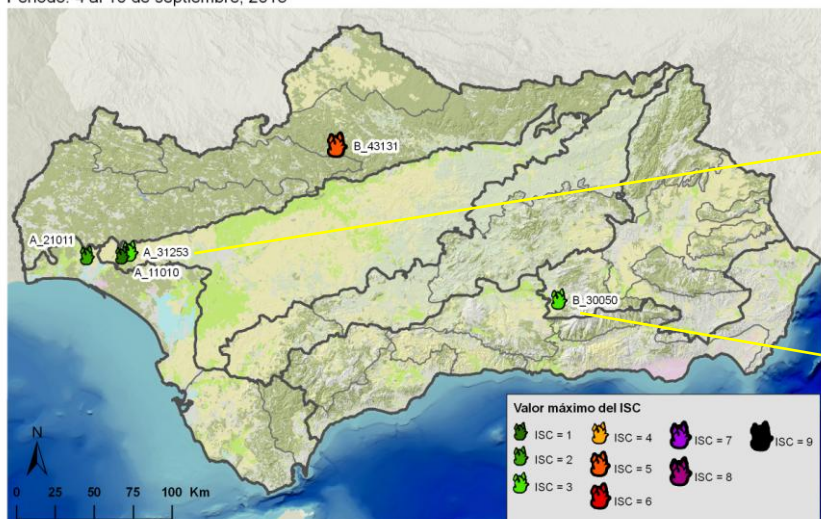 B_43131
A_21011
A_31253
A_11010
B_30050
Valor máximo del ISC
ISC = 1
ISC = 4
ISC = 7
ISC = 9
ISC = 2
ISC = 5
ISC = 8
ISC = 3
ISC = 6
N
0 25 50 75 100 Km